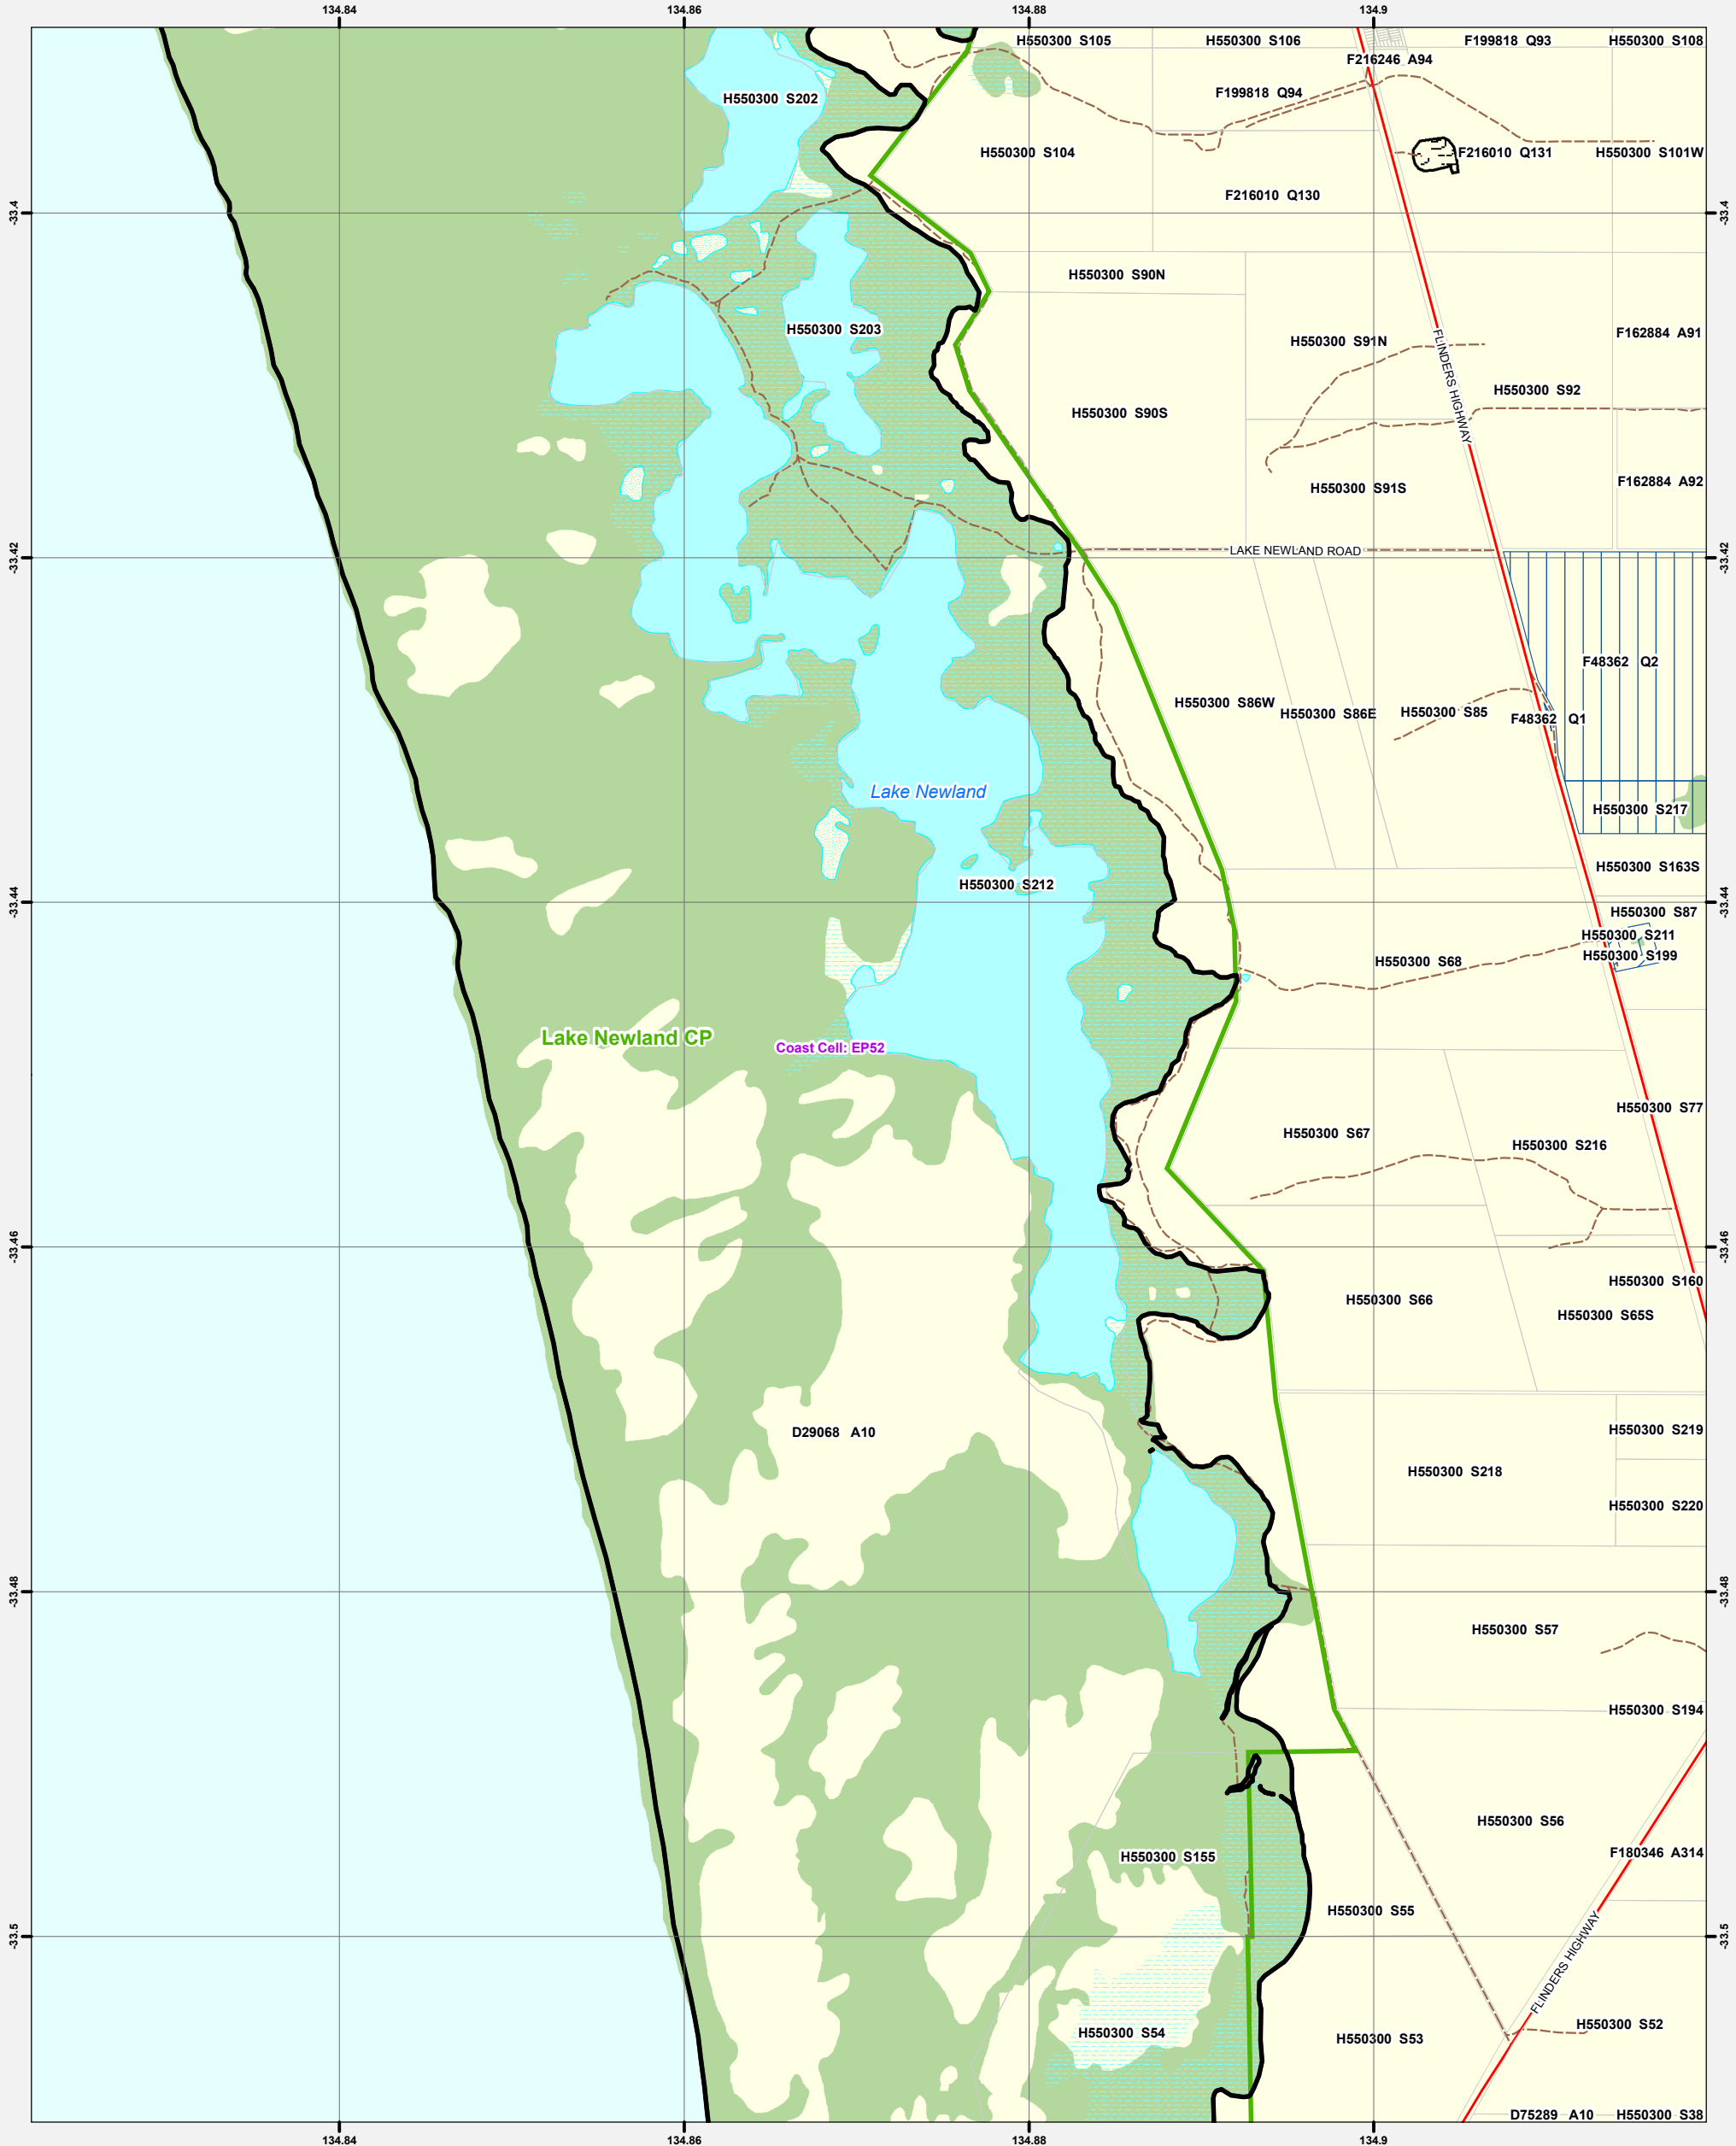 134.84
134.86
134.88
134.9
H550300 S105
H550300 S106
F199818 Q93
H550300 S108
F216246 A94
H550300 S202
F199818 Q94
H550300 S104
F216010 Q131
H550300 S101W
F216010 Q130
-33.4
-33.4
H550300 S90N
H550300 S203
H550300 S91N
F162884 A91
FLINDERS HIGHWAY
H550300 S92
H550300 S90S
H550300 S91S
F162884 A92
LAKE NEWLAND ROAD
-33.42
-33.42
F48362 Q2
H550300 S86W
H550300 S86E
H550300 S85
F48362 Q1
Lake Newland
H550300 S217
H550300 S163S
H550300 S212
-33.44
-33.44
H550300 S87
H550300 S211
H550300 S199
H550300 S68
Lake Newland CP
Coast Cell: EP52
H550300 S77
H550300 S67
H550300 S216
-33.46
-33.46
H550300 S160
H550300 S66
H550300 S65S
D29068 A10
H550300 S219
H550300 S218
H550300 S220
-33.48
-33.48
H550300 S57
H550300 S194
H550300 S56
H550300 S155
F180346 A314
H550300 S55
-33.5
-33.5
FLINDERS HIGHWAY
H550300 S54
H550300 S53
H550300 S52
D75289 A10
H550300 S38
134.84
134.86
134.88
134.9